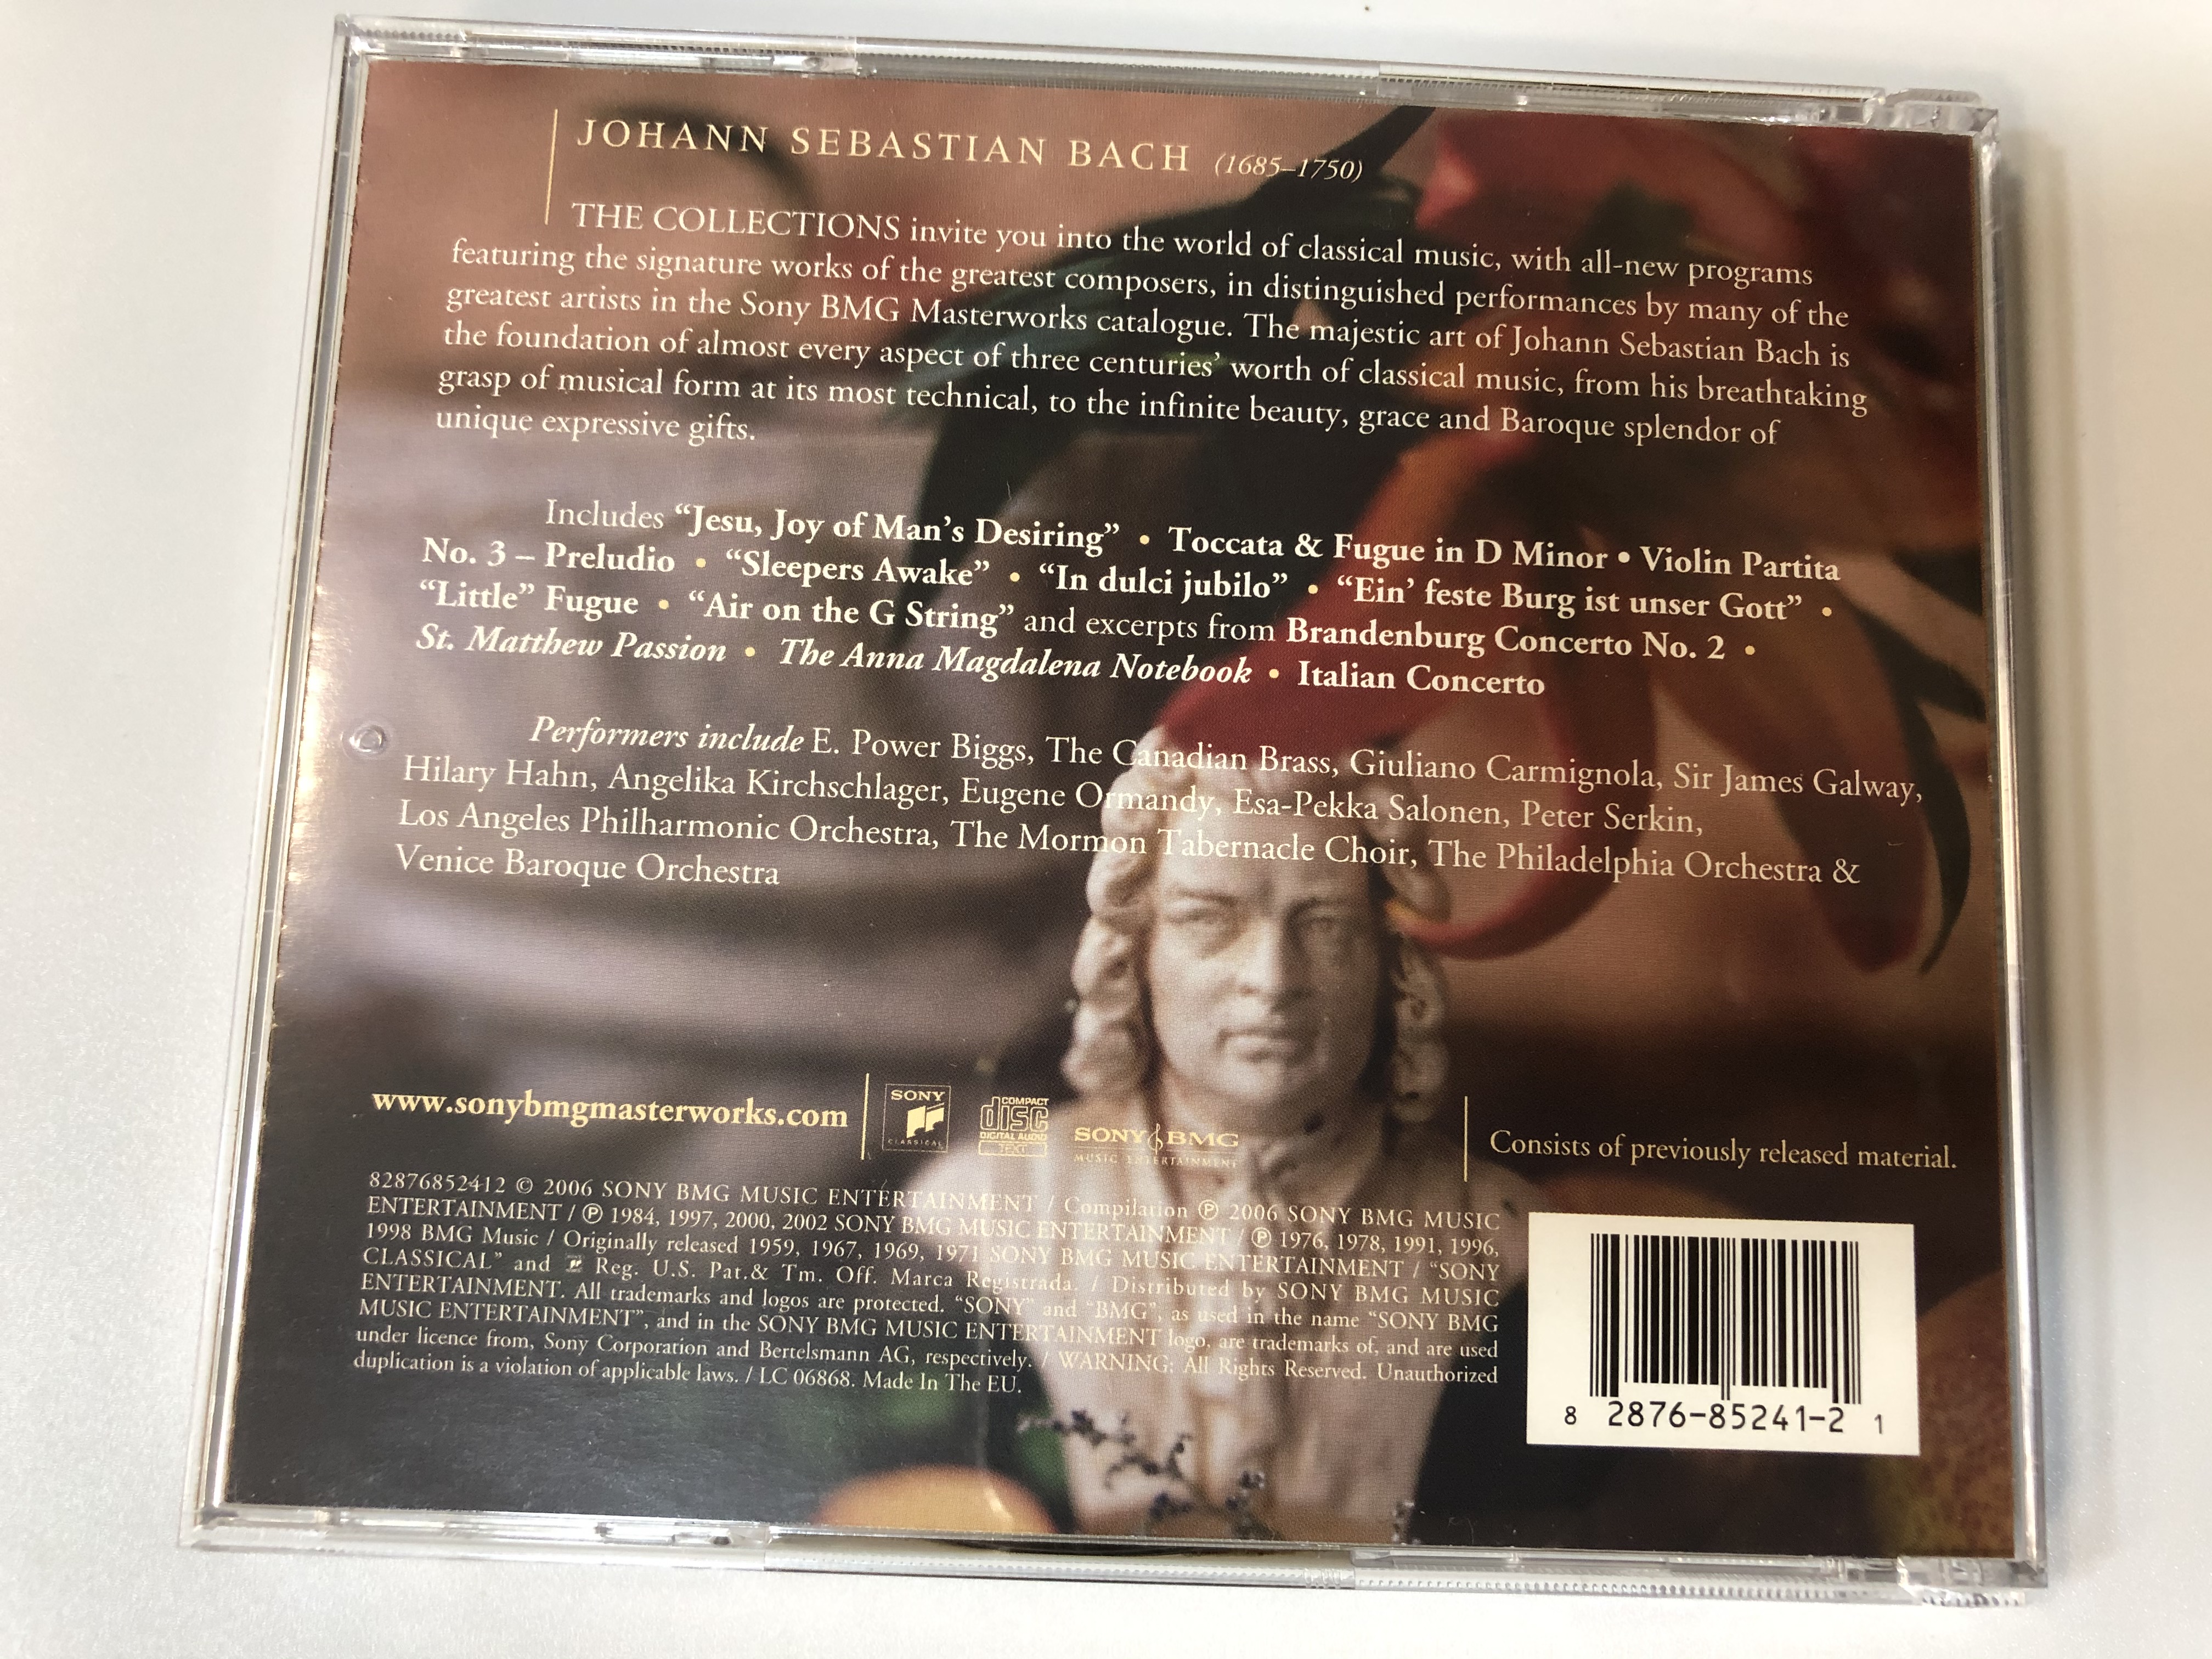 JOHANN SEBASTIAN BACH (1685–1750)
THE COLLECTIONS invite you into the world of classical music, with all-new programs
featuring the signature works of the greatest composers, in distinguished performances by many of the
greatest artists in the Sony BMG Masterworks catalogue. The majestic art of Johann Sebastian Bach is
the foundation of almost every aspect of three centuries’ worth of classical music, from his breathtaking
grasp of musical form at its most technical, to the infinite beauty, grace and Baroque splendor of
unique expressive gifts.
Includes “Jesu, Joy of Man’s Desiring” • Toccata & Fugue in D Minor • Violin Partita
No. 3 – Preludio • “Sleepers Awake” • “In dulci jubilo” • “Ein’ feste Burg ist unser Gott” •
“Little” Fugue • “Air on the G String” and excerpts from Brandenburg Concerto No. 2 •
St. Matthew Passion • The Anna Magdalena Notebook • Italian Concerto
Performers include E. Power Biggs, The Canadian Brass, Giuliano Carmignola, Sir James Galway,
Hilary Hahn, Angelika Kirchschlager, Eugene Ormandy, Esa-Pekka Salonen, Peter Serkin,
Los Angeles Philharmonic Orchestra, The Mormon Tabernacle Choir, The Philadelphia Orchestra &
Venice Baroque Orchestra
www.sonybmgmasterworks.com
SONY
CLASSICAL
COMPACT
disc
DIGITAL AUDIO
TEXT
SONY BMG
MUSIC ENTERTAINMENT
Consists of previously released material.
82876852412 © 2006 SONY BMG MUSIC ENTERTAINMENT / Compilation ℗ 2006 SONY BMG MUSIC
ENTERTAINMENT / ℗ 1984, 1997, 2000, 2002 SONY BMG MUSIC ENTERTAINMENT / ℗ 1976, 1978, 1991, 1996,
1998 BMG Music / Originally released 1959, 1967, 1969, 1971 SONY BMG MUSIC ENTERTAINMENT / “SONY
CLASSICAL” and Reg. U.S. Pat.& Tm. Off. Marca Registrada. / Distributed by SONY BMG MUSIC
ENTERTAINMENT. All trademarks and logos are protected. “SONY” and “BMG”, as used in the name “SONY BMG
MUSIC ENTERTAINMENT”, and in the SONY BMG MUSIC ENTERTAINMENT logo, are trademarks of, and are used
under licence from, Sony Corporation and Bertelsmann AG, respectively. / WARNING: All Rights Reserved. Unauthorized
duplication is a violation of applicable laws. / LC 06868. Made In The EU.
8 2876-85241-2 1